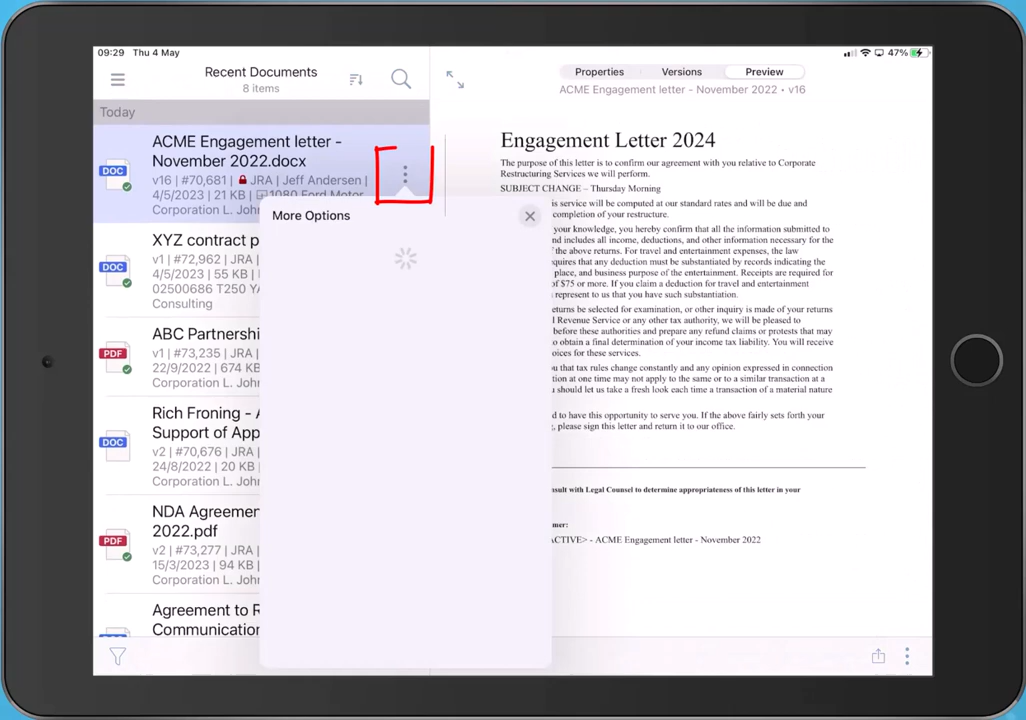 09:29 Thu 4 May
47%
Recent Documents
8 items
Today
DOC
ACME Engagement letter -
November 2022.docx
v16 | #70,681 | JRA | Jeff Andersen |
4/5/2023 | 21 KB | 1080 Ford Motor
Corporation L. Joh
DOC
XYZ contract p
v1 | #72,962 | JRA
4/5/2023 | 55 KB |
02500686 T250 YA
Consulting
PDF
ABC Partnershi
v1 | #73,235 | JRA
22/9/2022 | 674 KB
Corporation L. Joh
DOC
Rich Froning - A
Support of App
v2 | #70,676 | JRA
24/8/2022 | 20 KB
Corporation L. Joh
PDF
NDA Agreemen
2022.pdf
v2 | #73,277 | JRA
15/3/2023 | 94 KB
Corporation L. Joh
Agreement to R
Communication
More Options
Properties
Versions
Preview
ACME Engagement letter - November 2022 • v16
Engagement Letter 2024
The purpose of this letter is to confirm our agreement with you relative to Corporate
Restructuring Services we will perform.
SUBJECT CHANGE – Thursday Morning
is service will be computed at our standard rates and will be due and
completion of your restructure.
your knowledge, you hereby confirm that all the information submitted to
nd includes all income, deductions, and other information necessary for the
f the above returns. For travel and entertainment expenses, the law
quires that any deduction must be substantiated by records indicating the
place, and business purpose of the entertainment. Receipts are required for
of $75 or more. If you claim a deduction for travel and entertainment
represent to us that you have such substantiation.
eturns be selected for examination, or other inquiry is made of your returns
l Revenue Service or any other tax authority, we will be pleased to
before these authorities and prepare any refund claims or protests that may
o obtain a final determination of your income tax liability. You will receive
oices for these services.
u that tax rules change constantly and any opinion expressed in connection
tion at one time may not apply to the same or to a similar transaction at a
should let us take a fresh look each time a transaction of a material nature
d to have this opportunity to serve you. If the above fairly sets forth your
, please sign this letter and return it to our office.
nsult with Legal Counsel to determine appropriateness of this letter in your
mer:
ACTIVE> - ACME Engagement letter - November 2022